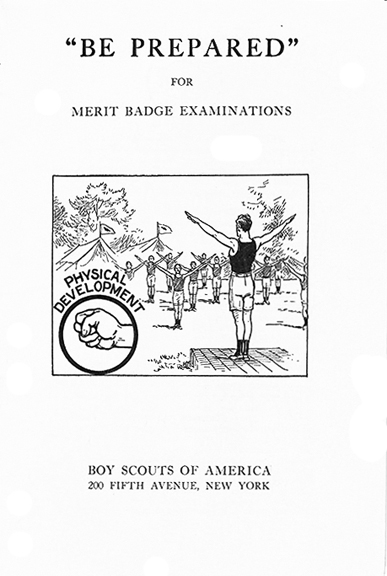 “BE PREPARED”
FOR
MERIT BADGE EXAMINATIONS
PHYSICAL
DEVELOPMENT
BOY SCOUTS OF AMERICA
200 FIFTH AVENUE, NEW YORK